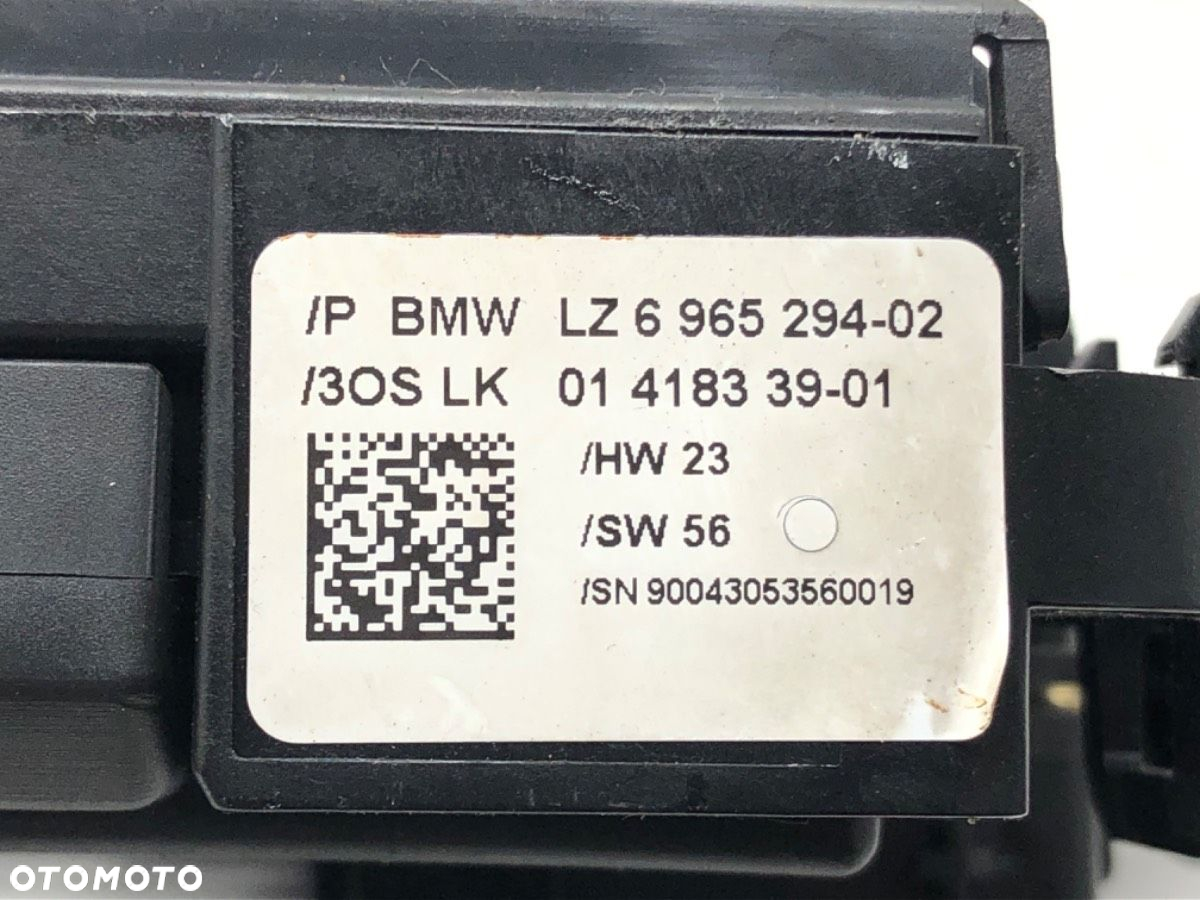 /P BMW LZ 6 965 294-02
/3OS LK 01 4183 39-01
/HW 23
/SW 56
/SN 90043053560019
OTOMOTO